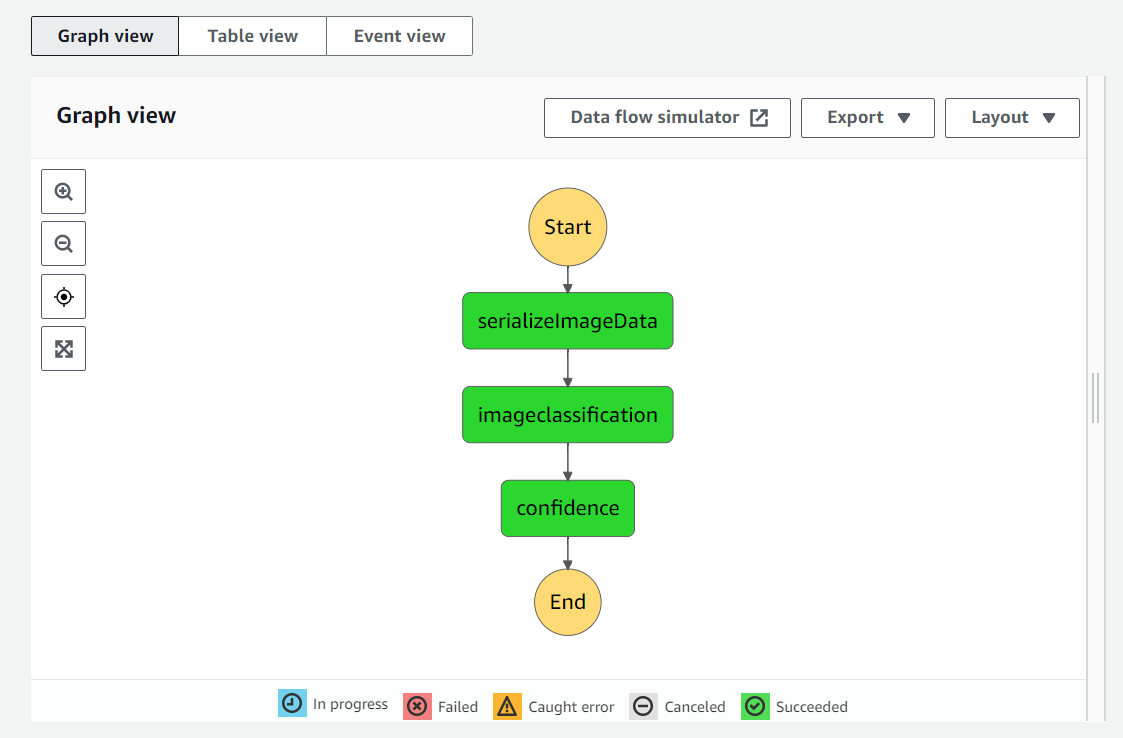 Graph view
Table view
Event view
Graph view
Data flow simulator
Export
Layout
Start
serializeImageData
imageclassification
confidence
End
In progress
Failed
Caught error
Canceled
Succeeded